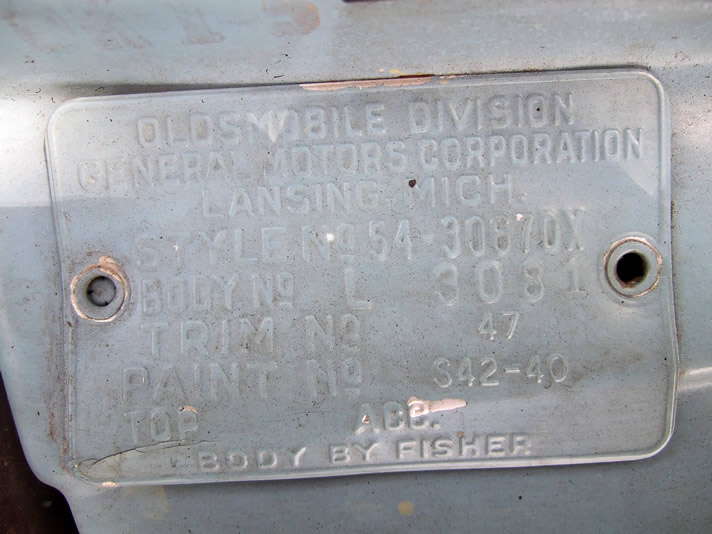 OLDSMOBILE DIVISION
GENERAL MOTORS CORPORATION
LANSING, MICH.
STYLE Nº 54-3067DX
BODY Nº L 3081
TRIM Nº 47
PAINT Nº S42-40
TOP ACC.
BODY BY FISHER